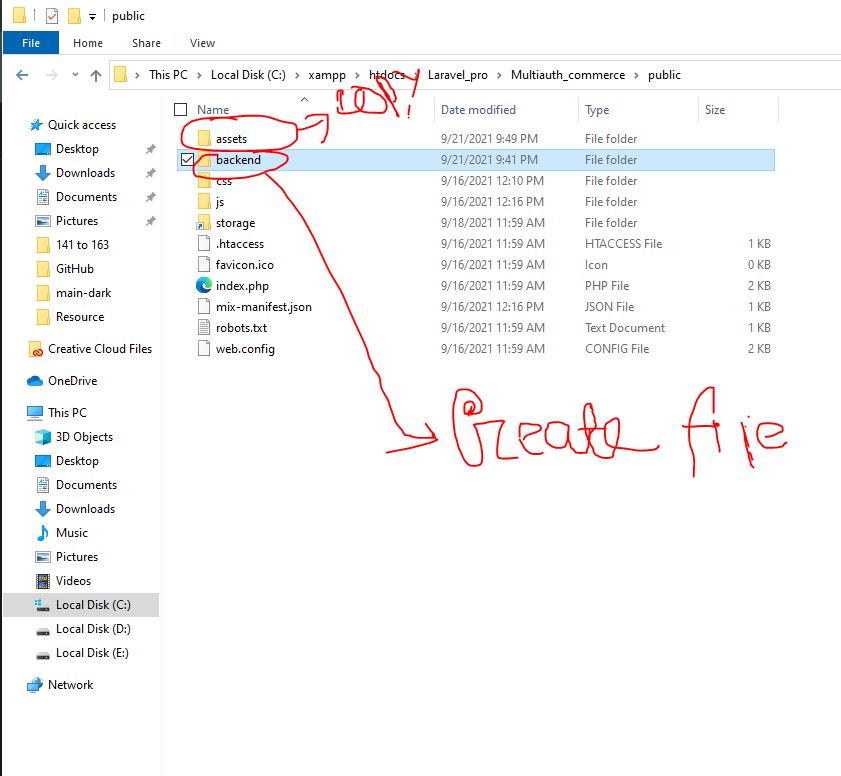 public
File Home Share View
This PC Local Disk (C:) xampp htdocs Laravel_pro Multiauth_commerce public
copy
Name Date modified Type Size
assets 9/21/2021 9:49 PM File folder
backend 9/21/2021 9:41 PM File folder
css 9/16/2021 12:10 PM File folder
js 9/16/2021 12:16 PM File folder
storage 9/18/2021 11:59 AM File folder
.htaccess 9/16/2021 11:59 AM HTACCESS File 1 KB
favicon.ico 9/16/2021 11:59 AM Icon 0 KB
index.php 9/16/2021 11:59 AM PHP File 2 KB
mix-manifest.json 9/16/2021 12:16 PM JSON File 1 KB
robots.txt 9/16/2021 11:59 AM Text Document 1 KB
web.config 9/16/2021 11:59 AM CONFIG File 2 KB
Create file
Quick access
Desktop
Downloads
Documents
Pictures
141 to 163
GitHub
main-dark
Resource
Creative Cloud Files
OneDrive
This PC
3D Objects
Desktop
Documents
Downloads
Music
Pictures
Videos
Local Disk (C:)
Local Disk (D:)
Local Disk (E:)
Network